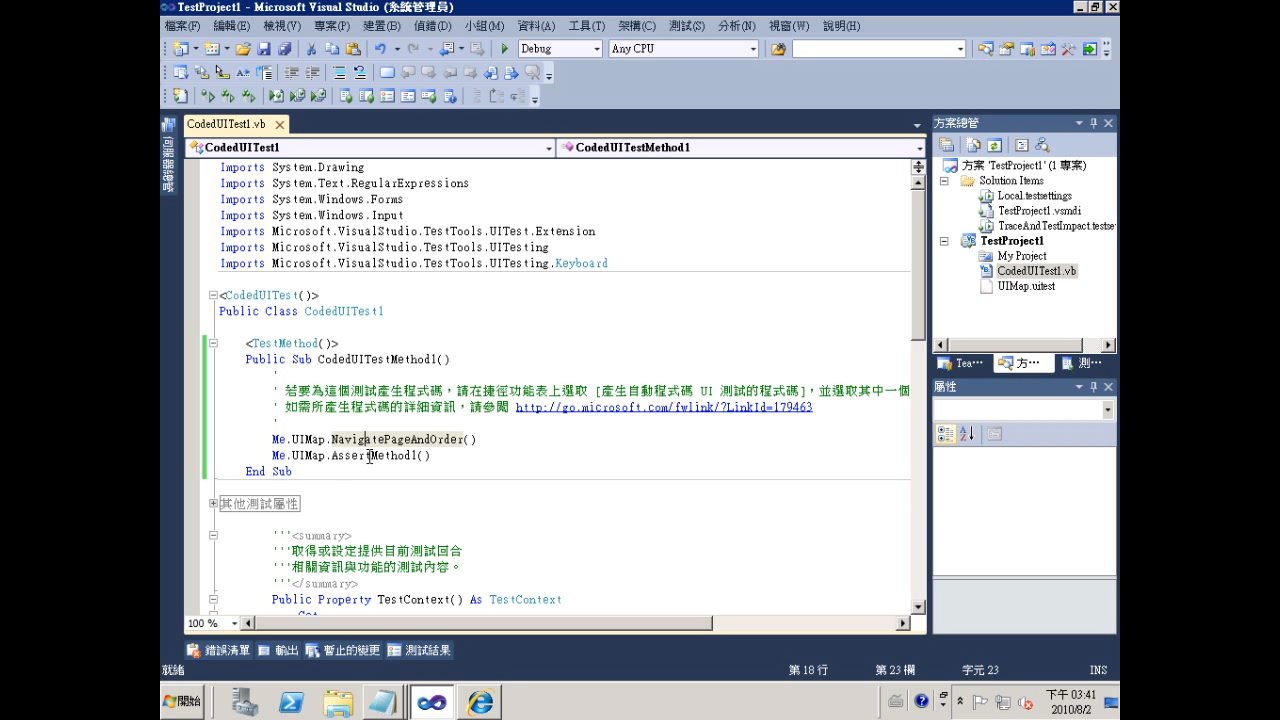 TestProject1 - Microsoft Visual Studio (系統管理員)
檔案(F) 編輯(E) 檢視(V) 專案(P) 建置(B) 偵錯(D) 小組(M) 資料(A) 工具(T) 架構(C) 測試(S) 分析(N) 視窗(W) 說明(H)
Debug Any CPU
伺服器總管
CodedUITest1.vb
CodedUITest1 CodedUITestMethod1
Imports System.Drawing
Imports System.Text.RegularExpressions
Imports System.Windows.Forms
Imports System.Windows.Input
Imports Microsoft.VisualStudio.TestTools.UITest.Extension
Imports Microsoft.VisualStudio.TestTools.UITesting
Imports Microsoft.VisualStudio.TestTools.UITesting.Keyboard
<CodedUITest()>
Public Class CodedUITest1
<TestMethod()>
Public Sub CodedUITestMethod1()
'
' 若要為這個測試產生程式碼，請在捷徑功能表上選取 [產生自動程式碼 UI 測試的程式碼]，並選取其中一個
' 如需所產生程式碼的詳細資訊，請參閱 http://go.microsoft.com/fwlink/?LinkId=179463
'
Me.UIMap.NavigatePageAndOrder()
Me.UIMap.AssertMethod1()
End Sub
其他測試屬性
'''<summary>
'''取得或設定提供目前測試回合
'''相關資訊與功能的測試內容。
'''</summary>
Public Property TestContext() As TestContext
Get
100 %
方案總管
方案 'TestProject1' (1 專案)
Solution Items
Local.testsettings
TestProject1.vsmdi
TraceAndTestImpact.testse
TestProject1
My Project
CodedUITest1.vb
UIMap.uitest
Tea... 方... 測...
屬性
錯誤清單 輸出 暫止的變更 測試結果
就緒 第 18 行 第 23 欄 字元 23 INS
開始
下午 03:41
2010/8/2